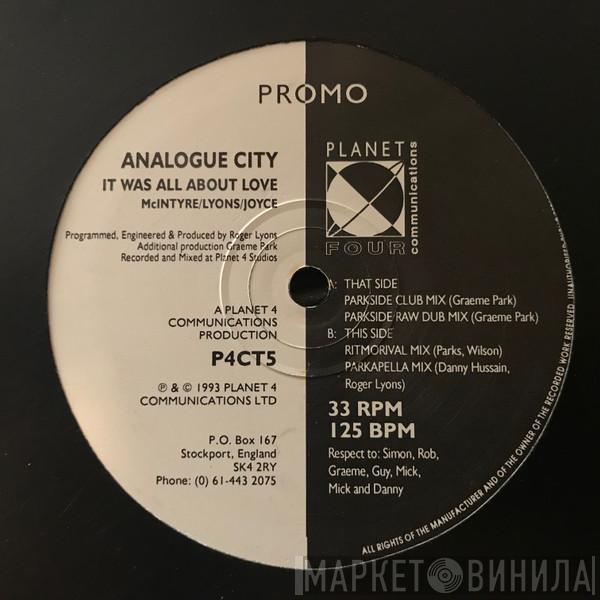 PROMO
ANALOGUE CITY
IT WAS ALL ABOUT LOVE
McINTYRE/LYONS/JOYCE
Programmed, Engineered & Produced by Roger Lyons
Additional production Graeme Park
Recorded and Mixed at Planet 4 Studios
A PLANET 4
COMMUNICATIONS
PRODUCTION
P4CT5
℗ & © 1993 PLANET 4
COMMUNICATIONS LTD
P.O. Box 167
Stockport, England
SK4 2RY
Phone: (0) 61-443 2075
PLANET
FOUR
communications
A: THAT SIDE
PARKSIDE CLUB MIX (Graeme Park)
PARKSIDE RAW DUB MIX (Graeme Park)
B: THIS SIDE
RITMORIVAL MIX (Parks, Wilson)
PARKAPELLA MIX (Danny Hussain,
Roger Lyons)
33 RPM
125 BPM
Respect to: Simon, Rob,
Graeme, Guy, Mick,
Mick and Danny
ALL RIGHTS OF THE MANUFACTURER AND OF THE OWNER OF THE RECORDED WORK RESERVED. UNAUTHORISED
МАРКЕТ ВИНИЛА